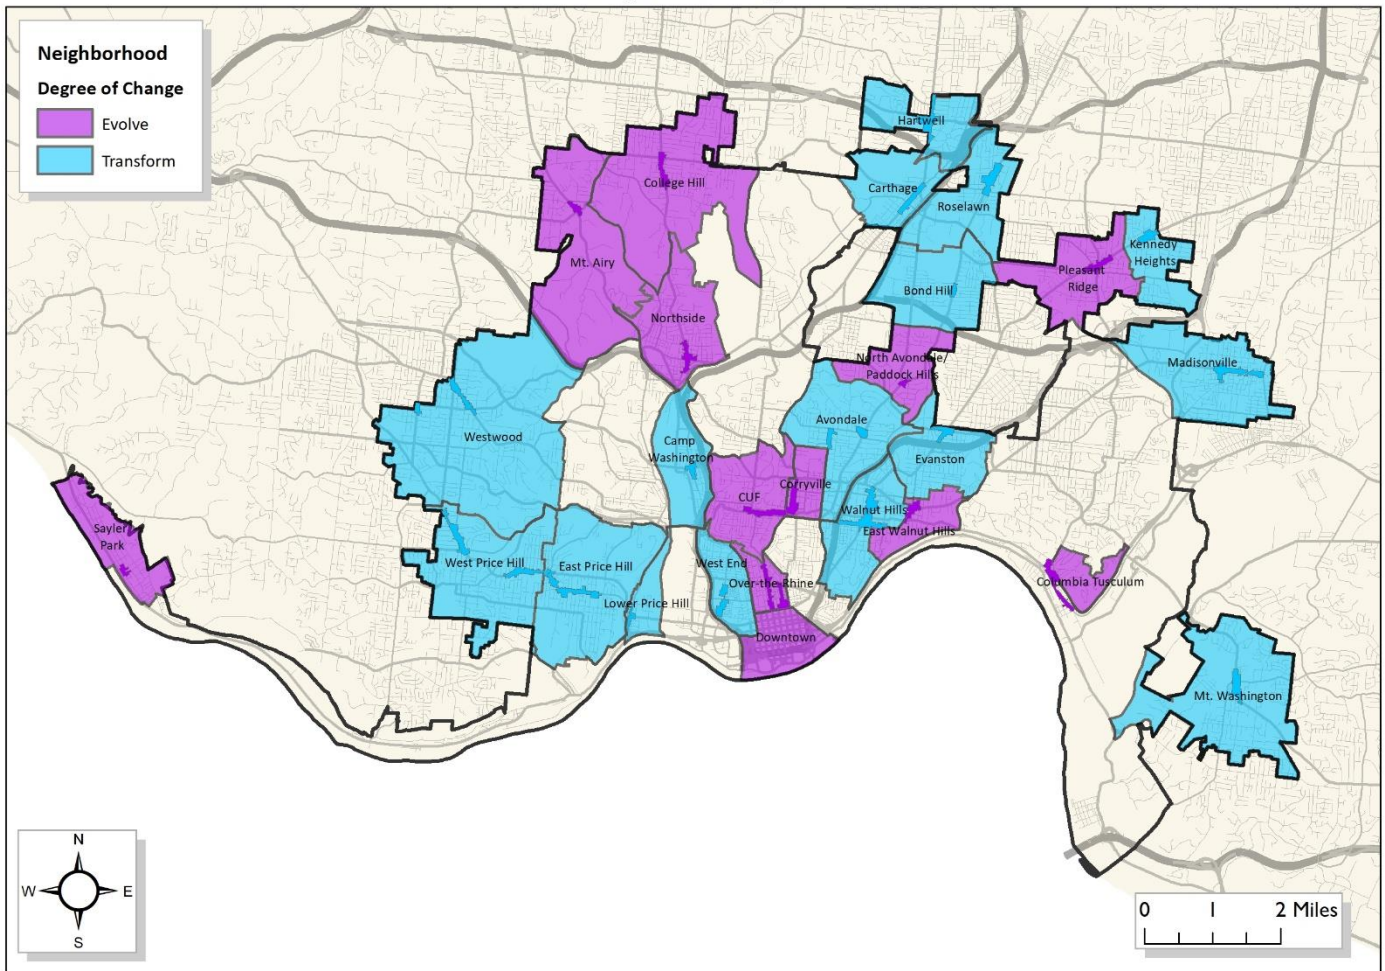 Neighborhood
Degree of Change
Evolve
Transform
Hartwell
College Hill
Carthage
Roselawn
Kennedy
Heights
Mt. Airy
Pleasant
Ridge
Bond Hill
Northside
North Avondale/
Paddock Hills
Madisonville
Avondale
Westwood
Camp
Washington
Evanston
Corryville
CUF
Walnut Hills
East Walnut Hills
Sayler
Park
West Price Hill
East Price Hill
West End
Over-the-Rhine
Columbia Tusculum
Lower Price Hill
Downtown
Mt. Washington
N
W
E
S
0 1 2 Miles